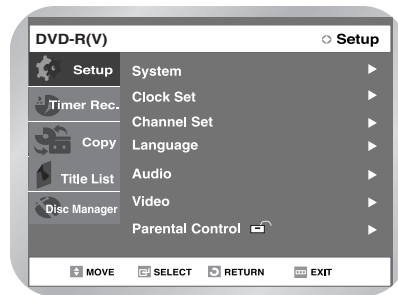 DVD-R(V) Setup
Setup
Timer Rec.
Copy
Title List
Disc Manager
System
Clock Set
Channel Set
Language
Audio
Video
Parental Control
MOVE SELECT RETURN EXIT